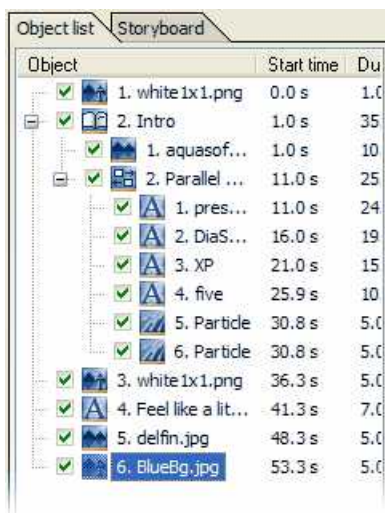 Object list Storyboard
Object Start time Du
1. white1x1.png 0.0 s 1.0
2. Intro 1.0 s 35
1. aquasof... 1.0 s 10
2. Parallel ... 11.0 s 25
A 1. pres... 11.0 s 24
A 2. DiaS... 16.0 s 19
A 3. XP 21.0 s 15
A 4. five 25.9 s 10
5. Particle 30.8 s 5.0
6. Particle 30.8 s 5.0
3. white1x1.png 36.3 s 5.0
A 4. Feel like a lit... 41.3 s 7.0
5. delfin.jpg 48.3 s 5.0
6. BlueBg.jpg 53.3 s 5.0